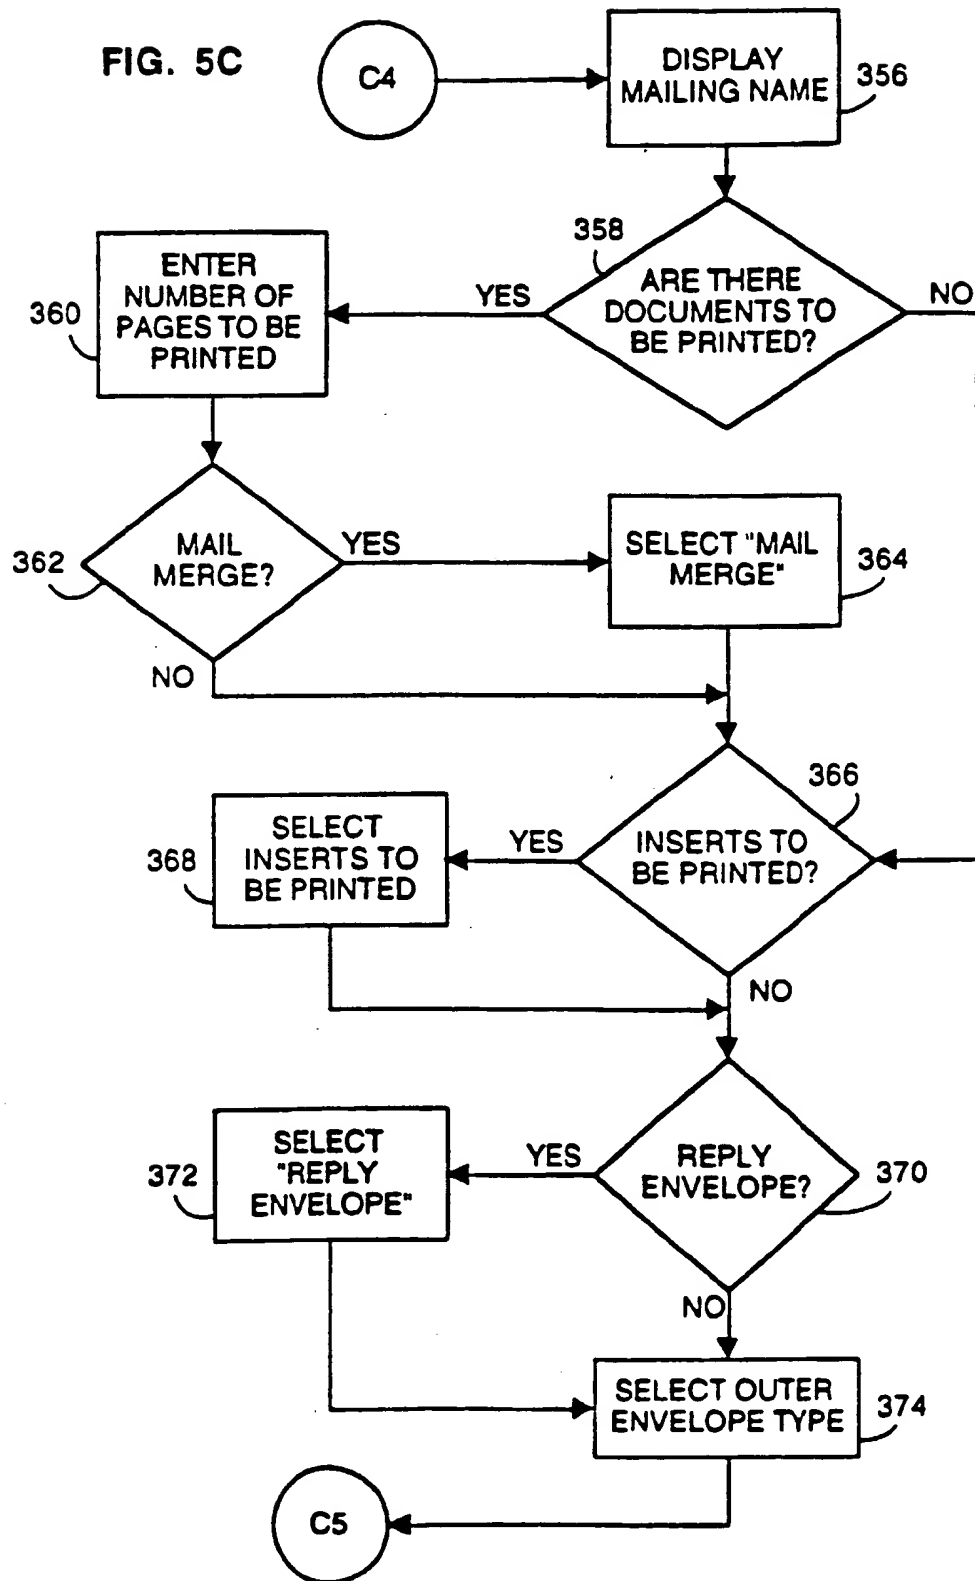 FIG. 5C
C4
DISPLAY
MAILING NAME
356
358
ARE THERE
DOCUMENTS TO
BE PRINTED?
YES
NO
ENTER
NUMBER OF
PAGES TO BE
PRINTED
360
362
MAIL
MERGE?
YES
NO
SELECT "MAIL
MERGE"
364
366
INSERTS TO
BE PRINTED?
YES
NO
SELECT
INSERTS TO
BE PRINTED
368
REPLY
ENVELOPE?
370
YES
NO
SELECT
"REPLY
ENVELOPE"
372
SELECT OUTER
ENVELOPE TYPE
374
C5